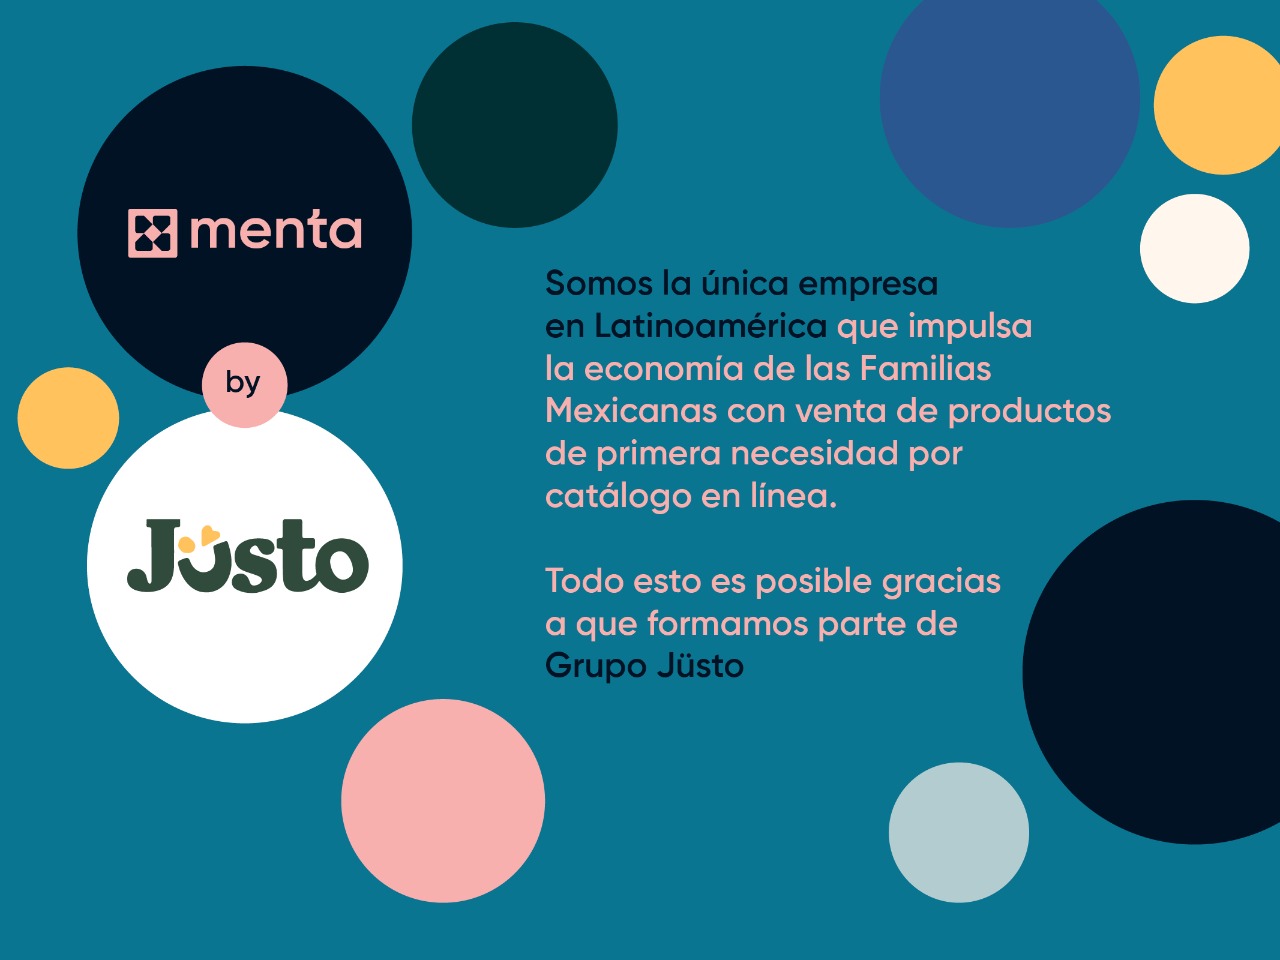 menta
by
Jüsto
Somos la única empresa
en Latinoamérica que impulsa
la economía de las Familias
Mexicanas con venta de productos
de primera necesidad por
catálogo en línea.
Todo esto es posible gracias
a que formamos parte de
Grupo Jüsto